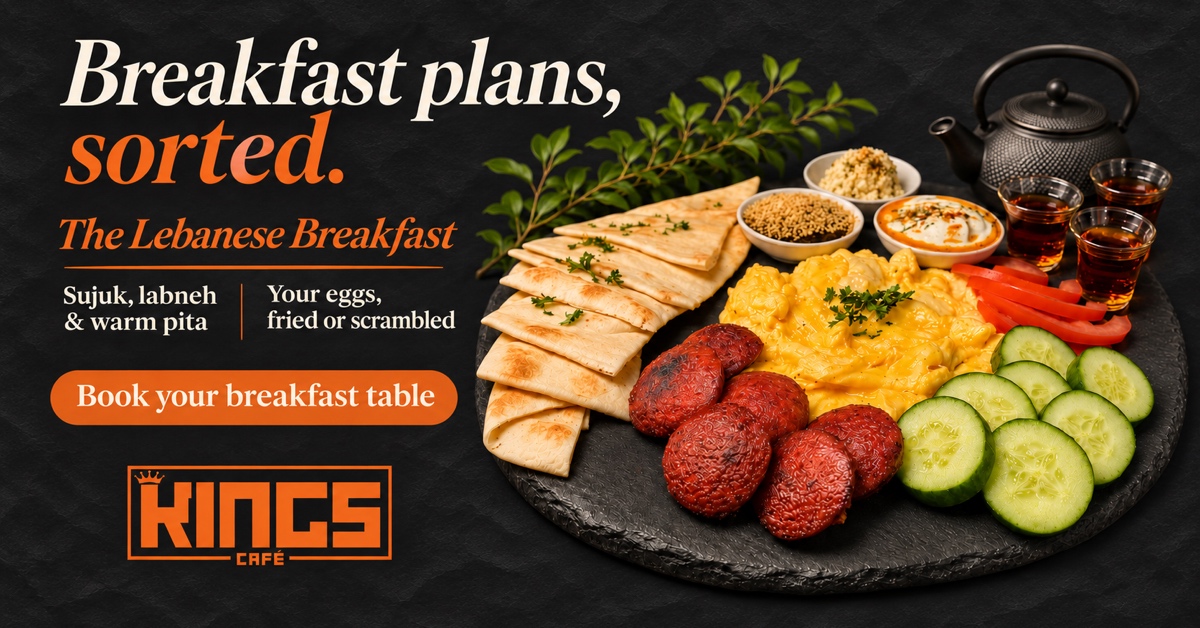 Breakfast plans,
sorted.
The Lebanese Breakfast
Sujuk, labneh
& warm pita
Your eggs,
fried or scrambled
Book your breakfast table
KINGS
CAFÉ